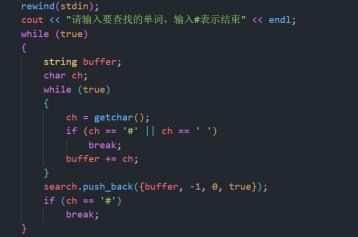 rewind(stdin);
cout << "请输入要查找的单词，输入#表示结束" << endl;
while (true)
{
    string buffer;
    char ch;
    while (true)
    {
        ch = getchar();
        if (ch == '#' || ch == ' ')
            break;
        buffer += ch;
    }
    search.push_back({buffer, -1, 0, true});
    if (ch == '#')
        break;
}